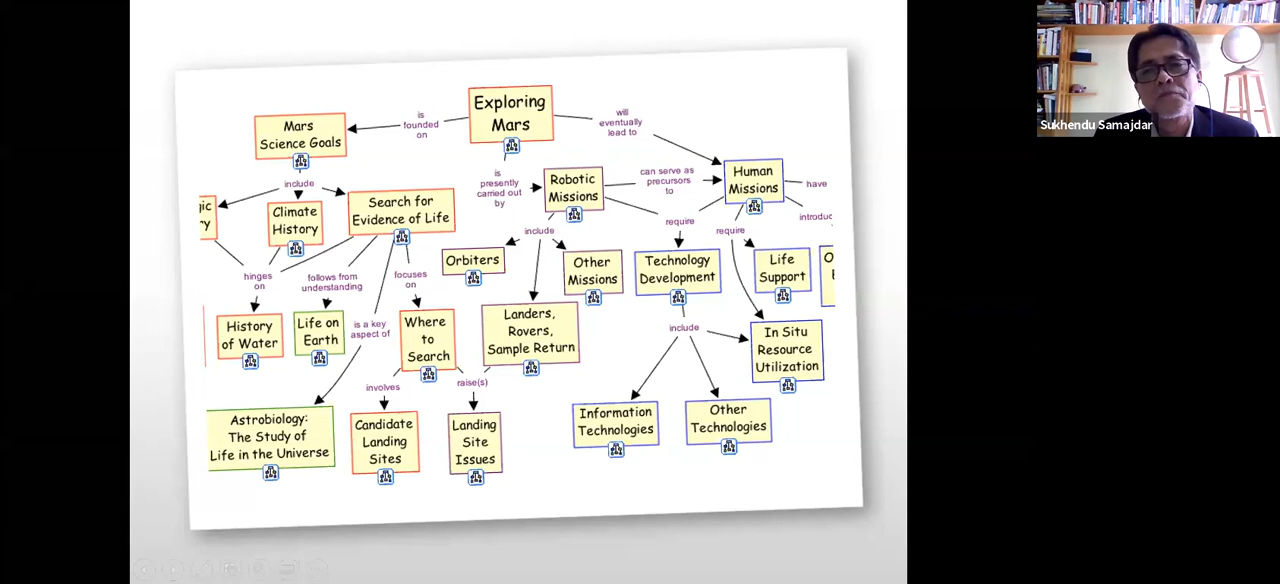 Sukhendu Samajdar
Exploring
Mars
is
founded
on
will
eventually
lead to
Mars
Science Goals
is
presently
carried out
by
Robotic
Missions
can serve as
precursors
to
Human
Missions
have
introduc
include
gic
ry
Climate
History
Search for
Evidence of Life
include
require
require
Orbiters
Other
Missions
Technology
Development
Life
Support
O
hinges
on
follows from
understanding
focuses
on
is a key
aspect of
History
of Water
Life on
Earth
Where
to
Search
Landers,
Rovers,
Sample Return
include
In Situ
Resource
Utilization
involves
raise(s)
Astrobiology:
The Study of
Life in the Universe
Candidate
Landing
Sites
Landing
Site
Issues
Information
Technologies
Other
Technologies